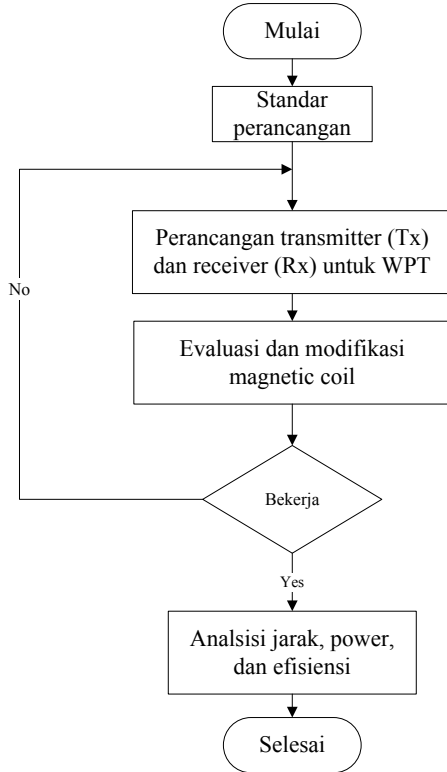 Mulai
Standar
perancangan
Perancangan transmitter (Tx)
dan receiver (Rx) untuk WPT
No
Evaluasi dan modifikasi
magnetic coil
Bekerja
Yes
Analsisi jarak, power,
dan efisiensi
Selesai